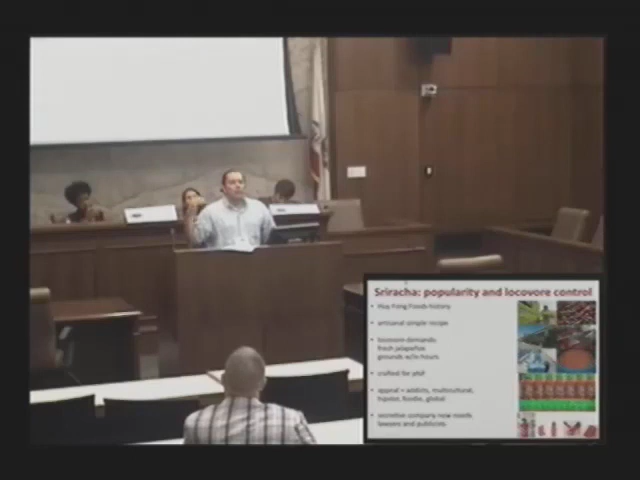 Sriracha: popularity and locovore control
• Huy Fong Foods history
• artisanal simple recipe
• locovore demands:
fresh jalapeños
grounds w/in hours
• crafted for phở
• appeal = addicts, multicultural,
hipster, foodie, global
• secretive company now needs
lawyers and publicists